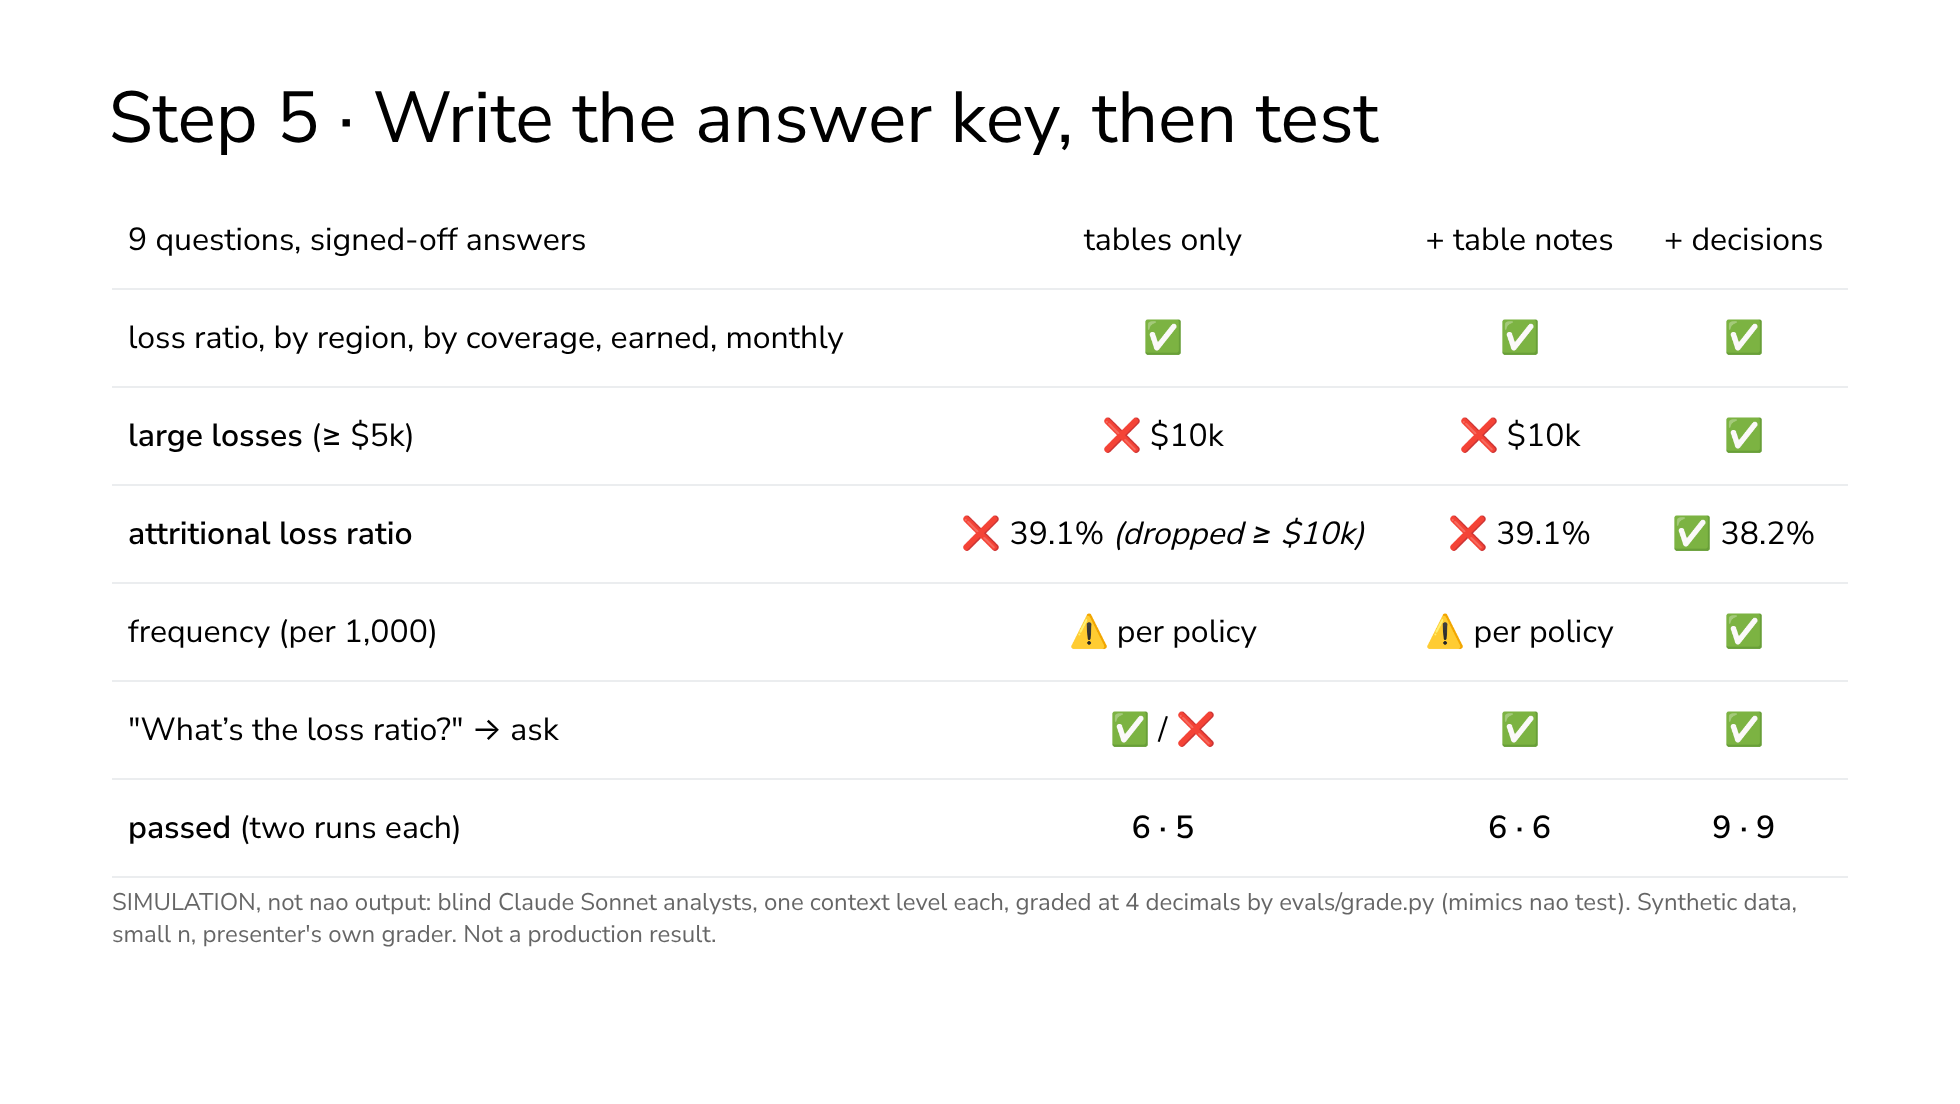 Step 5 · Write the answer key, then test
9 questions, signed-off answers tables only + table notes + decisions
loss ratio, by region, by coverage, earned, monthly ✅ ✅ ✅
large losses (≥ $5k) ❌ $10k ❌ $10k ✅
attritional loss ratio ❌ 39.1% (dropped ≥ $10k) ❌ 39.1% ✅ 38.2%
frequency (per 1,000) ⚠️ per policy ⚠️ per policy ✅
"What’s the loss ratio?" → ask ✅ / ❌ ✅ ✅
passed (two runs each) 6 · 5 6 · 6 9 · 9
SIMULATION, not nao output: blind Claude Sonnet analysts, one context level each, graded at 4 decimals by evals/grade.py (mimics nao test). Synthetic data,
small n, presenter's own grader. Not a production result.